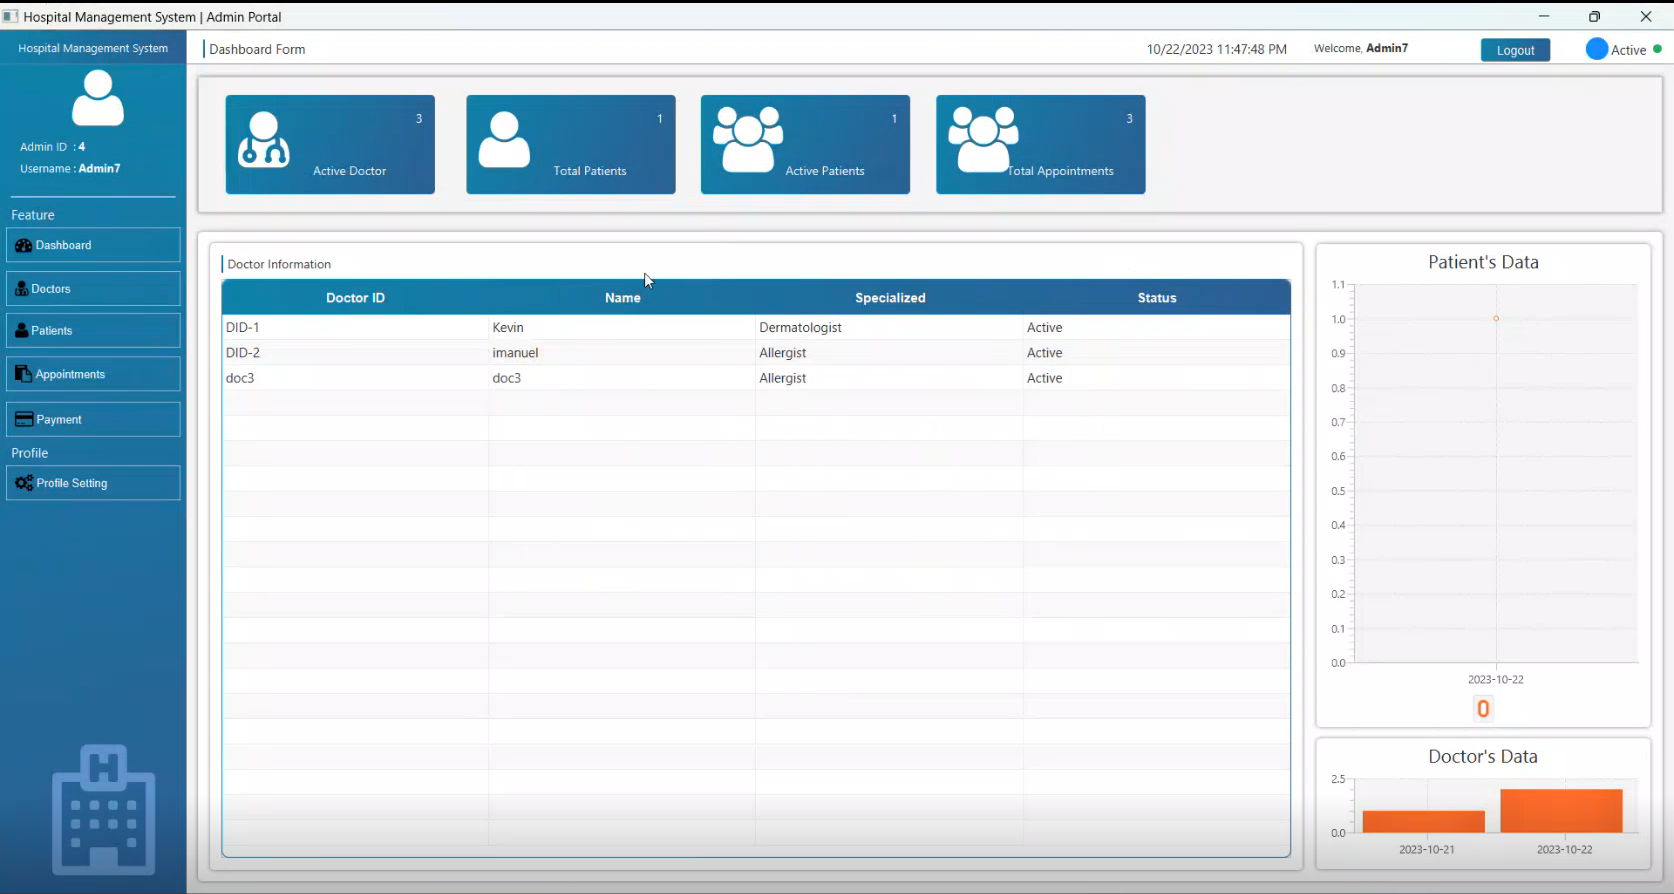 Hospital Management System | Admin Portal
Hospital Management System
Dashboard Form
10/22/2023 11:47:48 PM
Welcome, Admin7
Logout
Active
Admin ID : 4
Username : Admin7
Feature
Dashboard
Doctors
Patients
Appointments
Payment
Profile
Profile Setting
3
Active Doctor
1
Total Patients
1
Active Patients
3
Total Appointments
Doctor Information
Doctor ID Name Specialized Status
DID-1 Kevin Dermatologist Active
DID-2 imanuel Allergist Active
doc3 doc3 Allergist Active
Patient's Data
1.1
1.0
0.9
0.8
0.7
0.6
0.5
0.4
0.3
0.2
0.1
0.0
2023-10-22
0
Doctor's Data
2.5
0.0
2023-10-21 2023-10-22
H